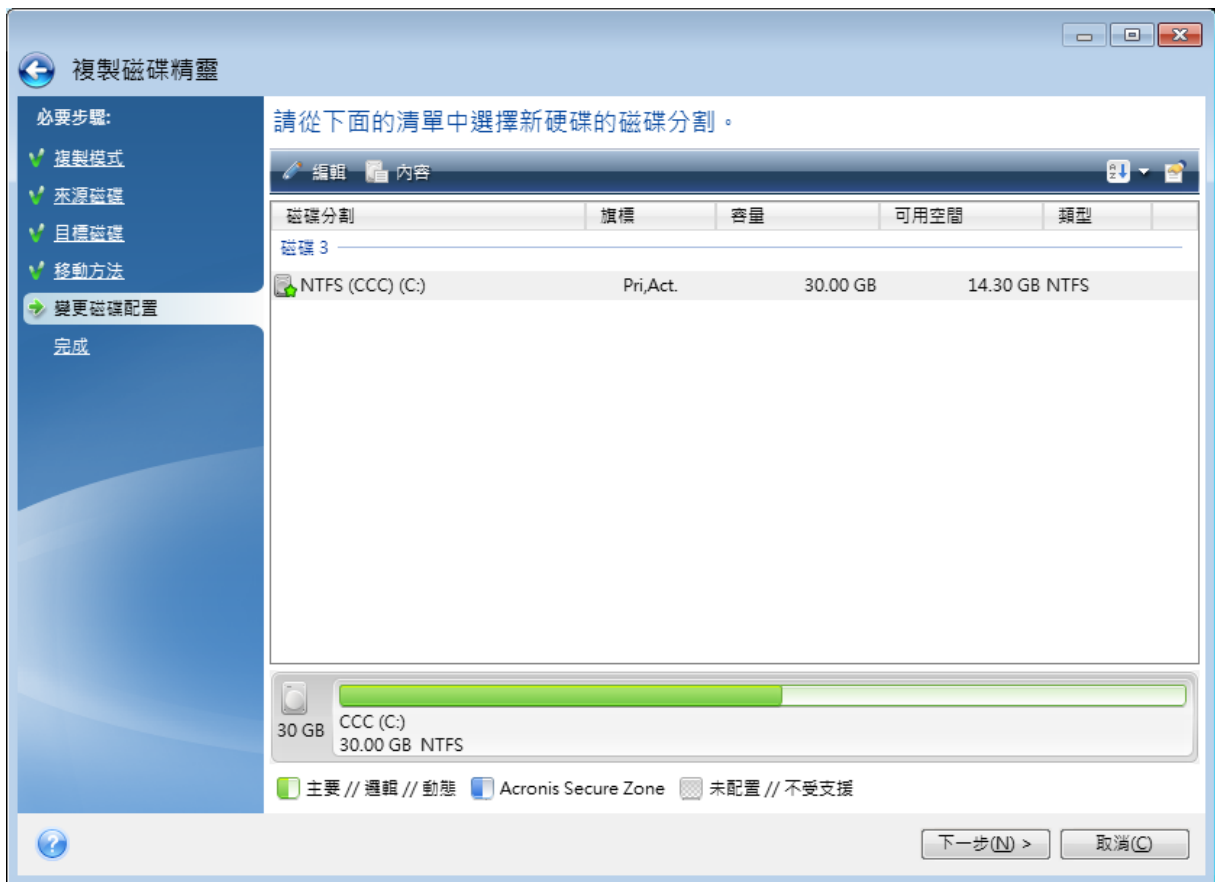 複製磁碟精靈
必要步驟:
複製模式
來源磁碟
目標磁碟
移動方法
變更磁碟配置
完成
請從下面的清單中選擇新硬碟的磁碟分割。
編輯 內容
磁碟分割 旗標 容量 可用空間 類型
磁碟 3
NTFS (CCC) (C:) Pri,Act. 30.00 GB 14.30 GB NTFS
30 GB
CCC (C:)
30.00 GB NTFS
主要 // 邏輯 // 動態 Acronis Secure Zone 未配置 // 不受支援
下一步(N) > 取消(C)